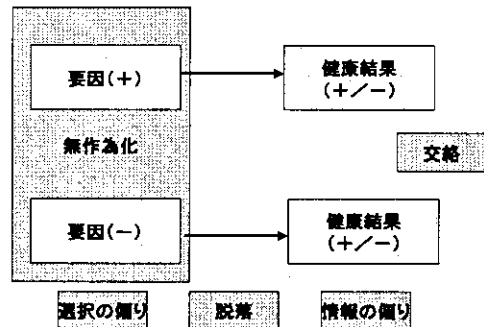 要因(+)
健康結果
(+/−)
無作為化
交絡
要因(−)
健康結果
(+/−)
選択の偏り
脱落
情報の偏り